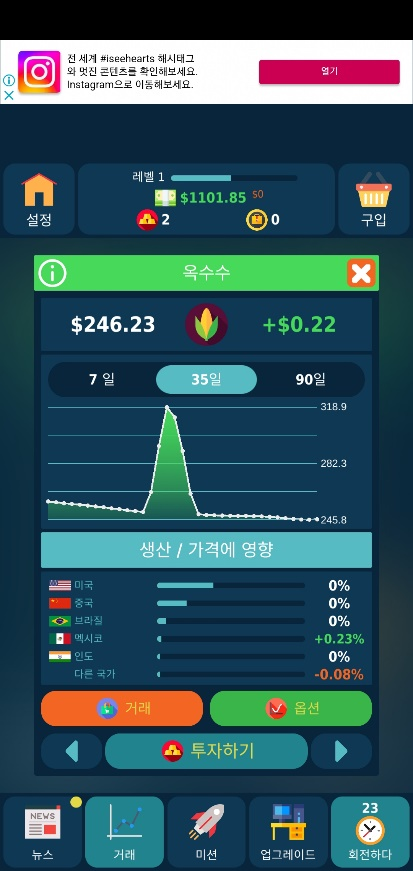 전 세계 #iseehearts 해시태그
와 멋진 콘텐츠를 확인해보세요.
Instagram으로 이동해보세요.
열기
레벨 1
$1101.85 $0
2
0
설정
구입
옥수수
$246.23
+$0.22
7 일
35일
90일
318.9
282.3
245.8
생산 / 가격에 영향
미국 0%
중국 0%
브라질 0%
멕시코 +0.23%
인도 0%
다른 국가 -0.08%
거래
옵션
투자하기
NEWS
23
뉴스
거래
미션
업그레이드
회전하다